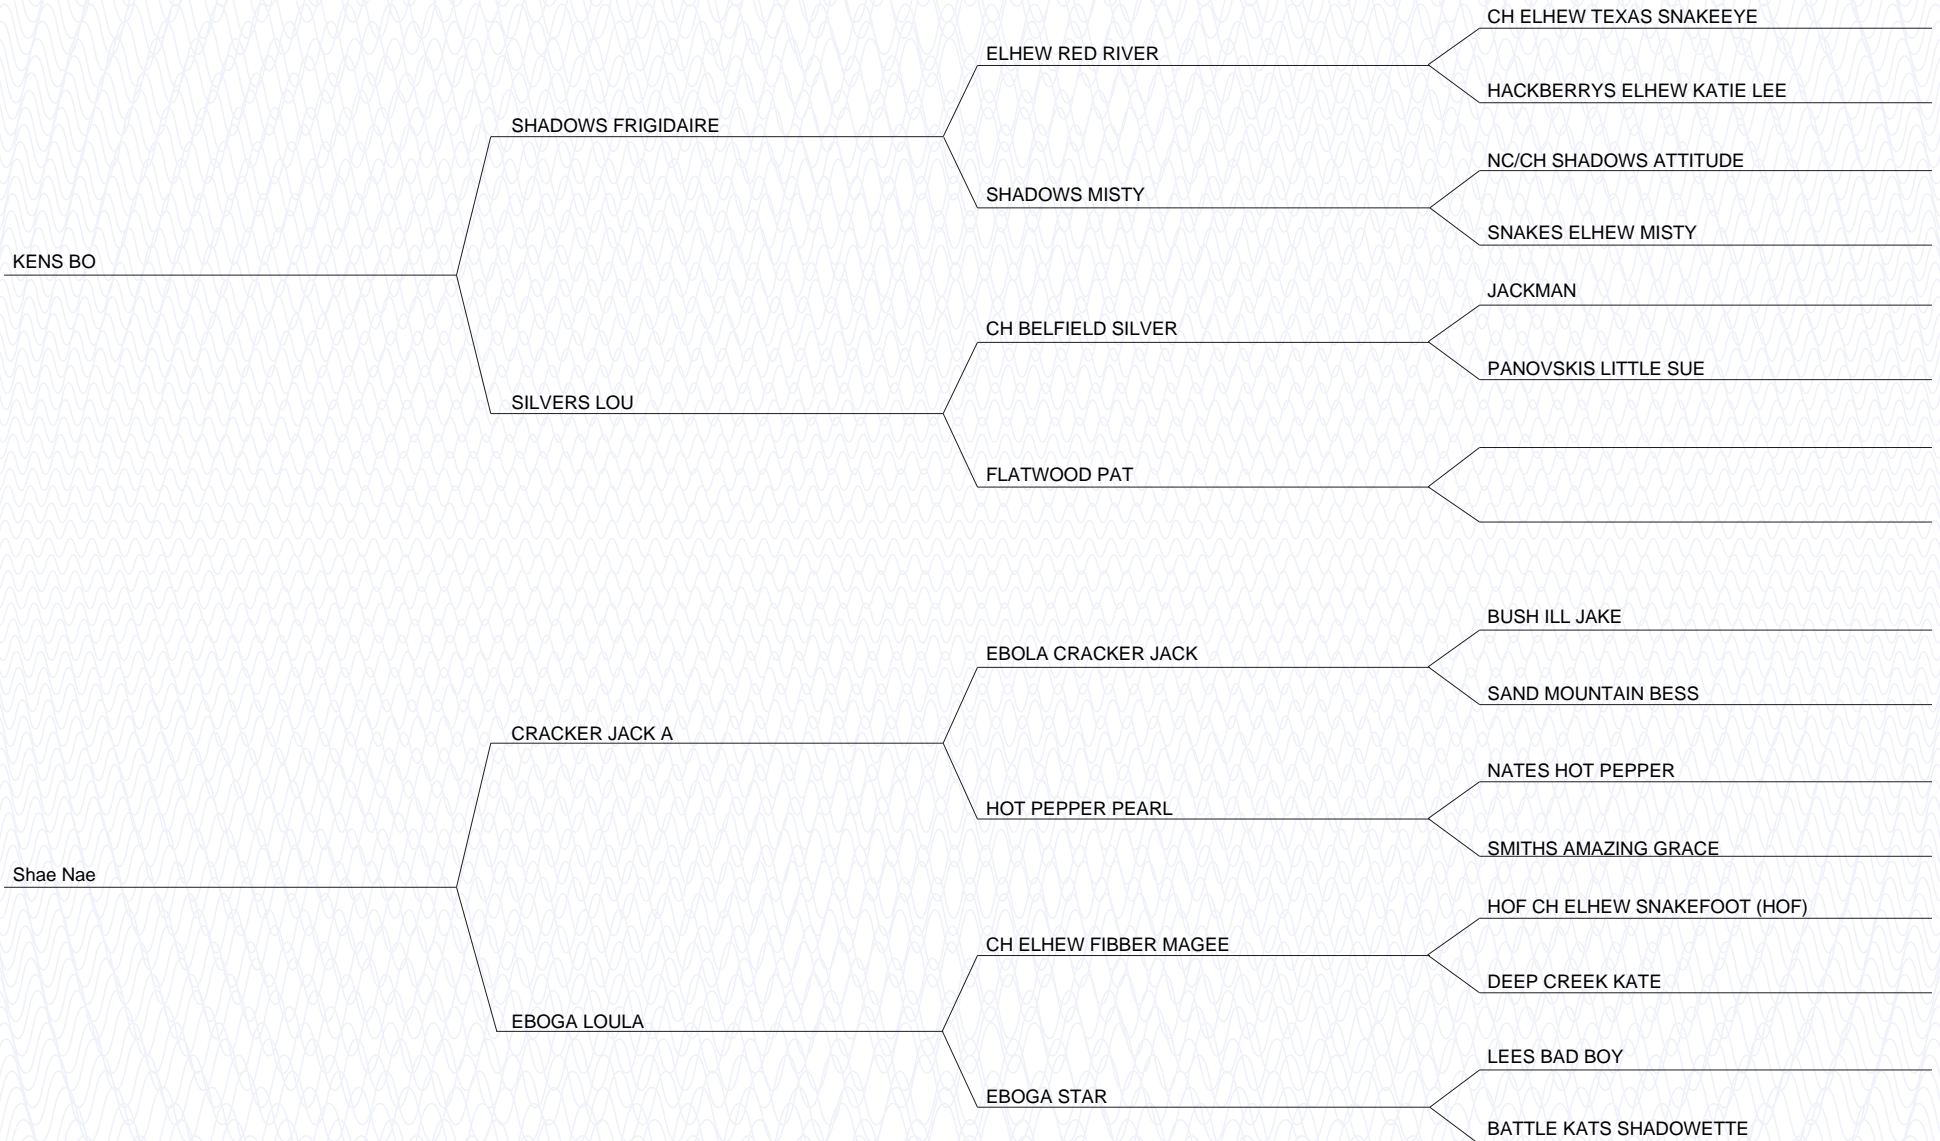 CH ELHEW TEXAS SNAKEEYE
ELHEW RED RIVER
HACKBERRYS ELHEW KATIE LEE
SHADOWS FRIGIDAIRE
NC/CH SHADOWS ATTITUDE
SHADOWS MISTY
SNAKES ELHEW MISTY
KENS BO
JACKMAN
CH BELFIELD SILVER
PANOVSKIS LITTLE SUE
SILVERS LOU
FLATWOOD PAT
BUSH ILL JAKE
EBOLA CRACKER JACK
SAND MOUNTAIN BESS
CRACKER JACK A
NATES HOT PEPPER
HOT PEPPER PEARL
SMITHS AMAZING GRACE
Shae Nae
HOF CH ELHEW SNAKEFOOT (HOF)
CH ELHEW FIBBER MAGEE
DEEP CREEK KATE
EBOGA LOULA
LEES BAD BOY
EBOGA STAR
BATTLE KATS SHADOWETTE